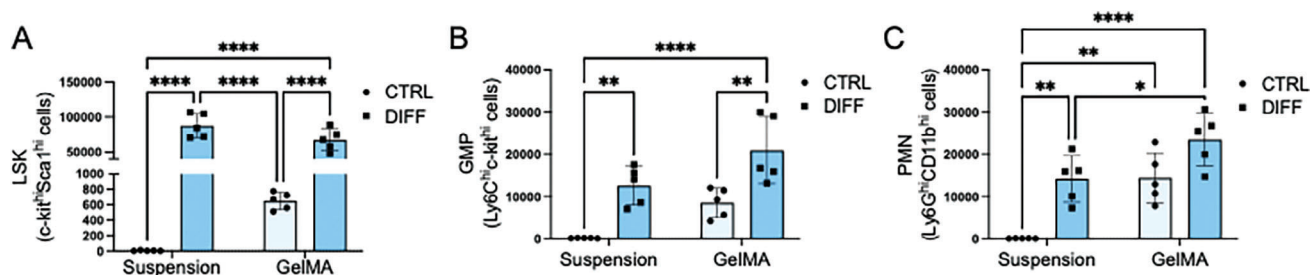 A
LSK
(c-kitʰⁱSca1ʰⁱ cells)
150000
100000
50000
1000
800
600
400
200
0
****
****
****
****
CTRL
DIFF
Suspension
GelMA
B
GMP
(Ly6Cʰⁱc-kitʰⁱ cells)
40000
30000
20000
10000
0
****
**
**
CTRL
DIFF
Suspension
GelMA
C
PMN
(Ly6GʰⁱCD11bʰⁱ cells)
40000
30000
20000
10000
0
****
**
**
*
CTRL
DIFF
Suspension
GelMA